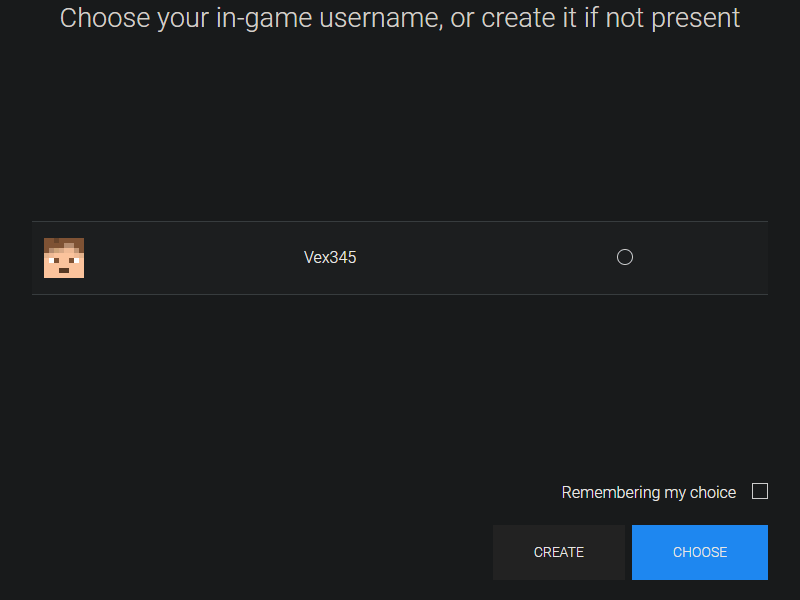 Choose your in-game username, or create it if not present
Vex345
Remembering my choice
CREATE
CHOOSE